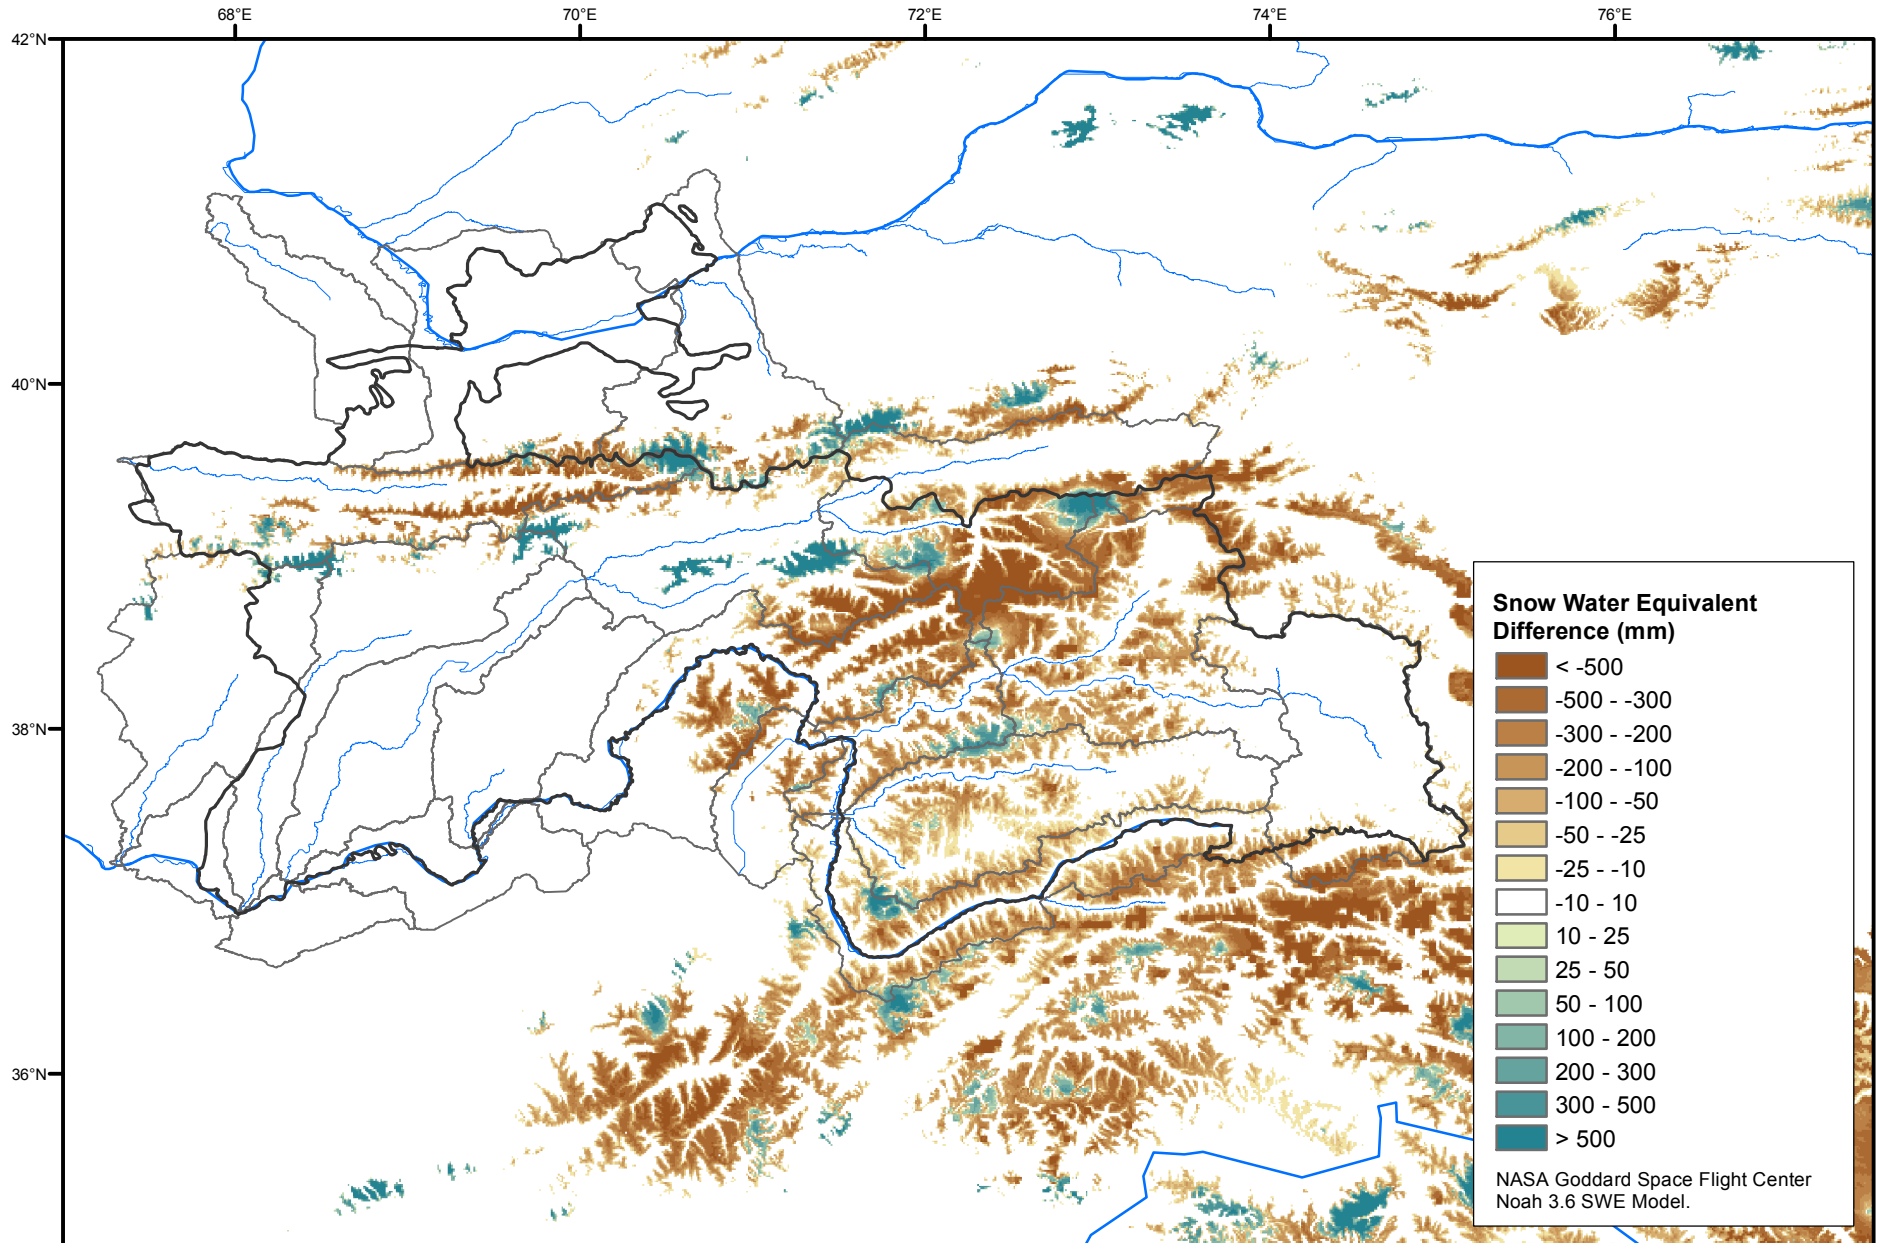 68°E 70°E 72°E 74°E 76°E
42°N
40°N
38°N
36°N
Snow Water Equivalent
Difference (mm)
< -500
-500 - -300
-300 - -200
-200 - -100
-100 - -50
-50 - -25
-25 - -10
-10 - 10
10 - 25
25 - 50
50 - 100
100 - 200
200 - 300
300 - 500
> 500
NASA Goddard Space Flight Center
Noah 3.6 SWE Model.